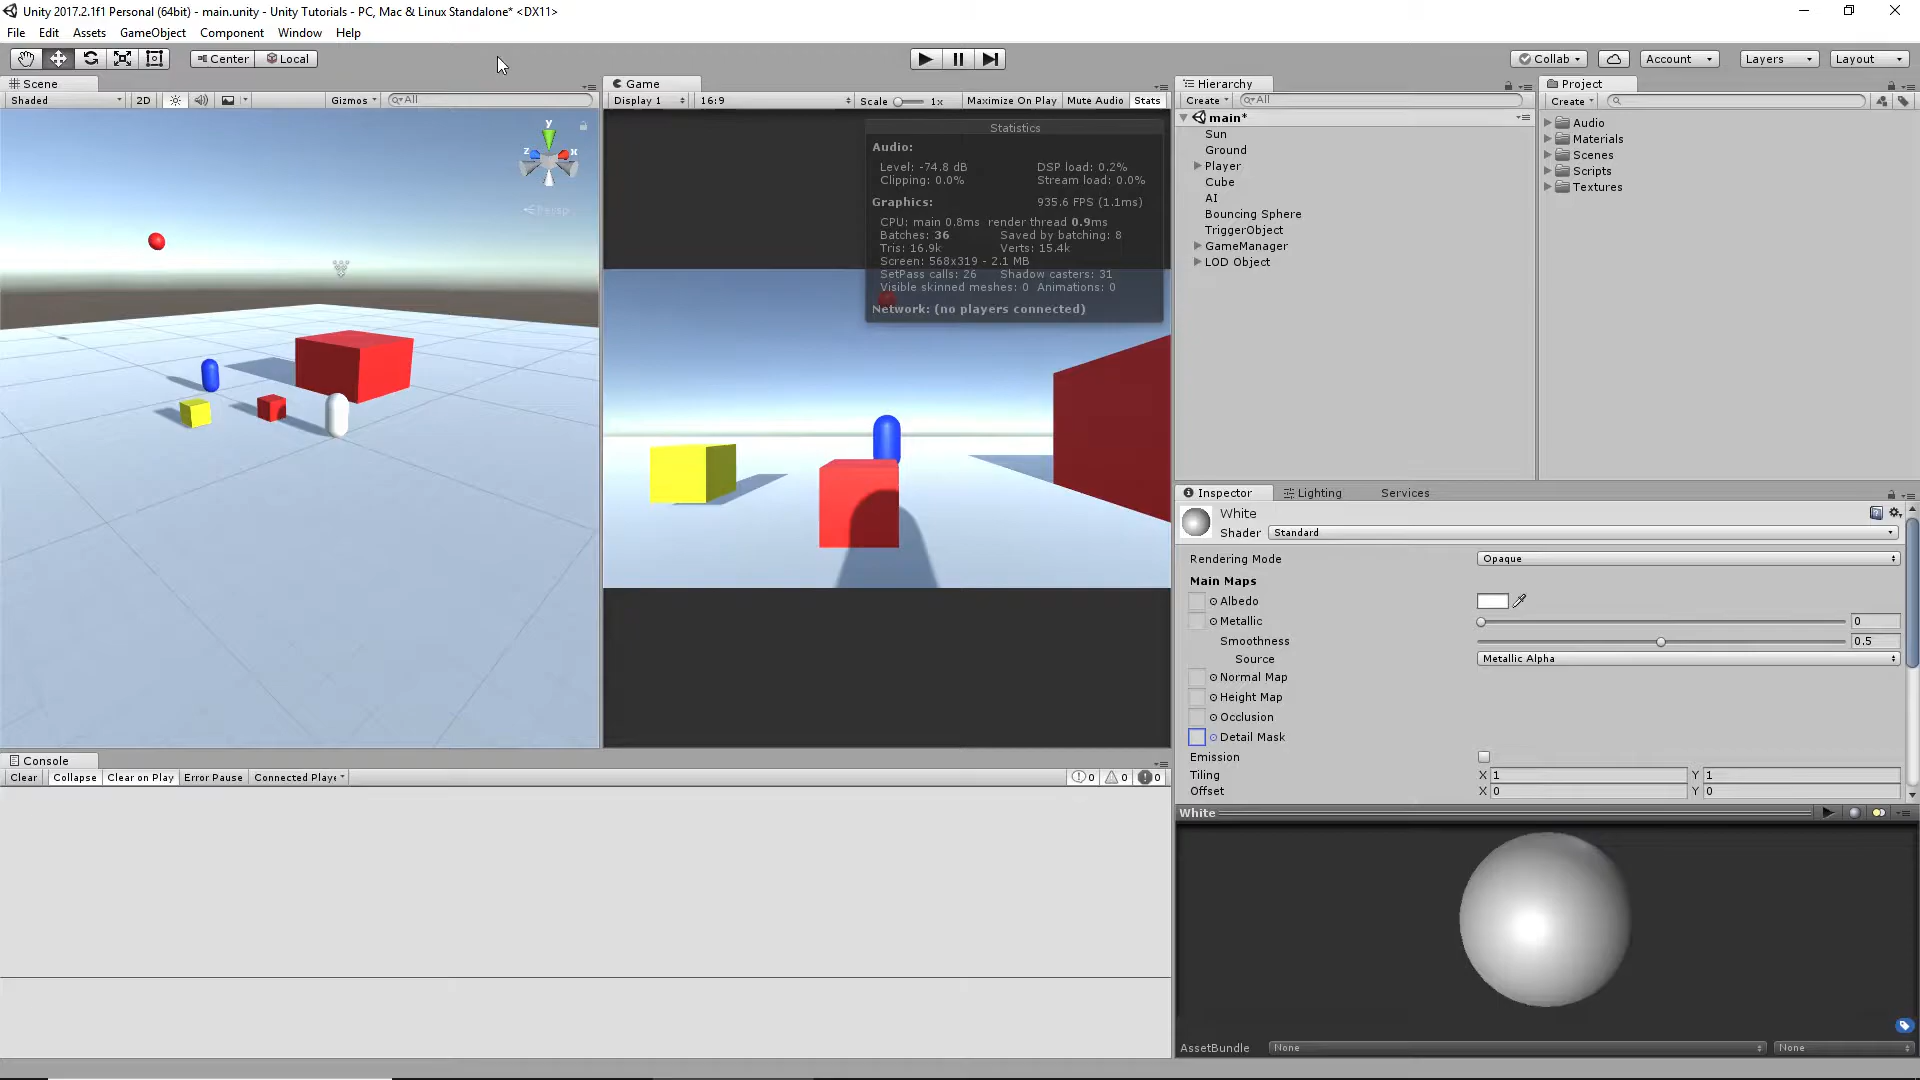 Unity 2017.2.1f1 Personal (64bit) - main.unity - Unity Tutorials - PC, Mac & Linux Standalone* <DX11>
File Edit Assets GameObject Component Window Help
Center Local Collab Account Layers Layout
Scene
Shaded 2D Gizmos All
y
z x
Persp
Game
Display 1 16:9 Scale 1x Maximize On Play Mute Audio Stats
Statistics
Audio:
Level: -74.8 dB DSP load: 0.2%
Clipping: 0.0% Stream load: 0.0%
Graphics: 935.6 FPS (1.1ms)
CPU: main 0.8ms render thread 0.9ms
Batches: 36 Saved by batching: 8
Tris: 16.9k Verts: 15.4k
Screen: 568x319 - 2.1 MB
SetPass calls: 26 Shadow casters: 31
Visible skinned meshes: 0 Animations: 0
Network: (no players connected)
Hierarchy
Create All
main*
Sun
Ground
Player
Cube
AI
Bouncing Sphere
TriggerObject
GameManager
LOD Object
Project
Create
Audio
Materials
Scenes
Scripts
Textures
Inspector Lighting Services
White
Shader Standard
Rendering Mode Opaque
Main Maps
Albedo
Metallic 0
Smoothness 0.5
Source Metallic Alpha
Normal Map
Height Map
Occlusion
Detail Mask
Emission
Tiling X 1 Y 1
Offset X 0 Y 0
White
AssetBundle None None
Console
Clear Collapse Clear on Play Error Pause Connected Playe 0 0 0